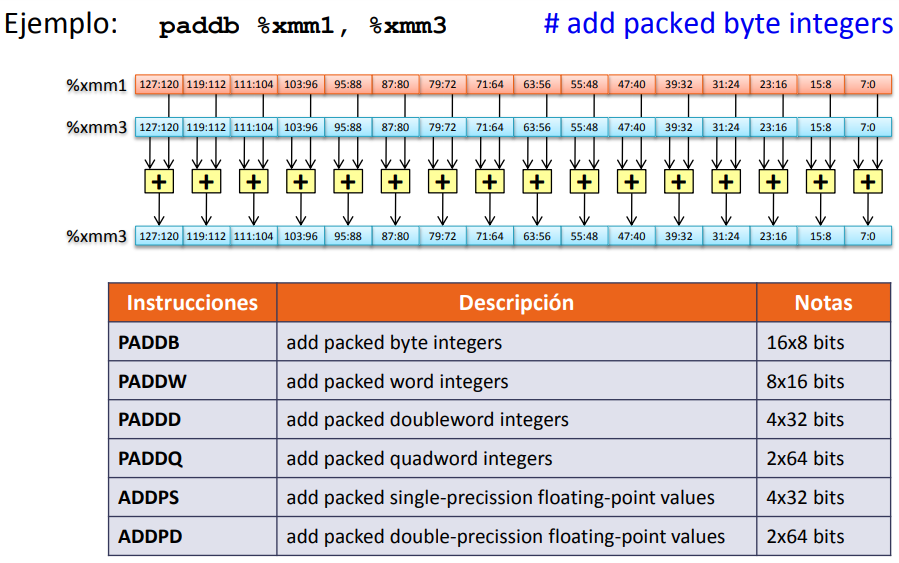 Ejemplo: paddb %xmm1, %xmm3 # add packed byte integers
%xmm1 127:120 119:112 111:104 103:96 95:88 87:80 79:72 71:64 63:56 55:48 47:40 39:32 31:24 23:16 15:8 7:0
%xmm3 127:120 119:112 111:104 103:96 95:88 87:80 79:72 71:64 63:56 55:48 47:40 39:32 31:24 23:16 15:8 7:0
+ + + + + + + + + + + + + + + +
%xmm3 127:120 119:112 111:104 103:96 95:88 87:80 79:72 71:64 63:56 55:48 47:40 39:32 31:24 23:16 15:8 7:0
Instrucciones Descripción Notas
PADDB add packed byte integers 16x8 bits
PADDW add packed word integers 8x16 bits
PADDD add packed doubleword integers 4x32 bits
PADDQ add packed quadword integers 2x64 bits
ADDPS add packed single-precission floating-point values 4x32 bits
ADDPD add packed double-precission floating-point values 2x64 bits